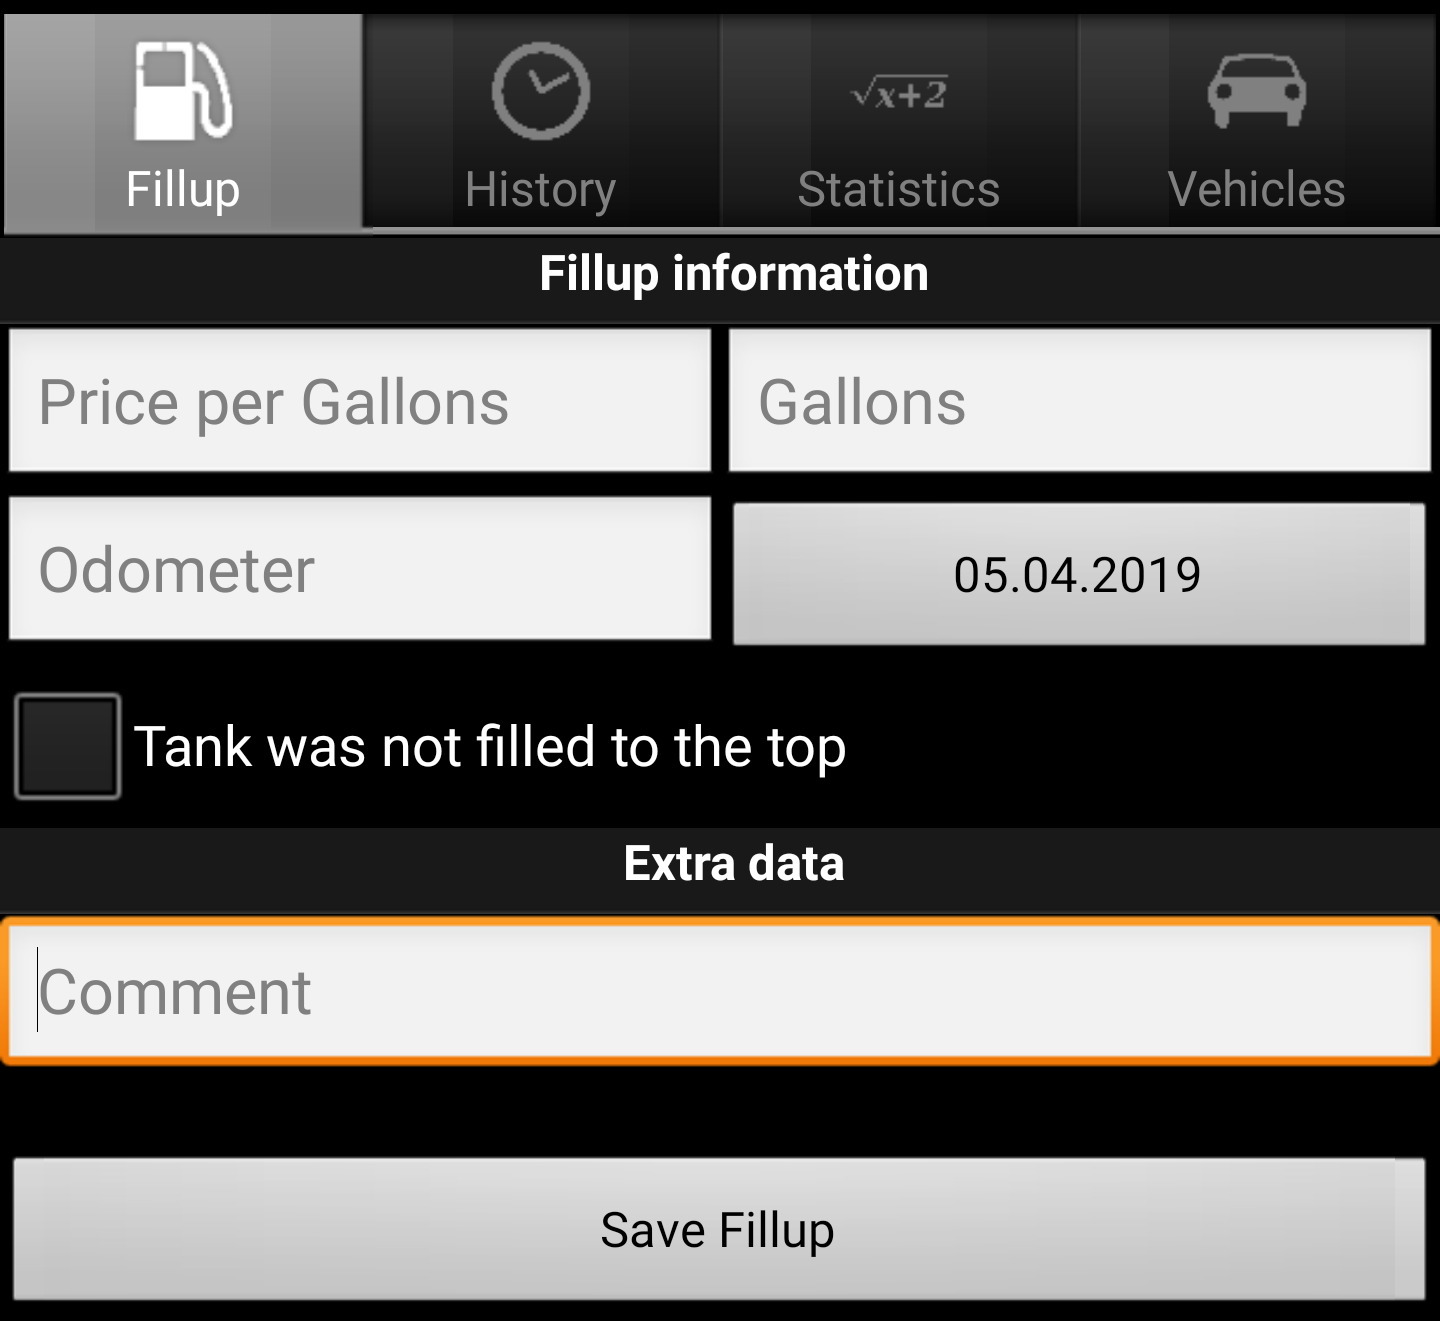 √x+2
Fillup History Statistics Vehicles
Fillup information
Price per Gallons Gallons
Odometer 05.04.2019
Tank was not filled to the top
Extra data
Comment
Save Fillup